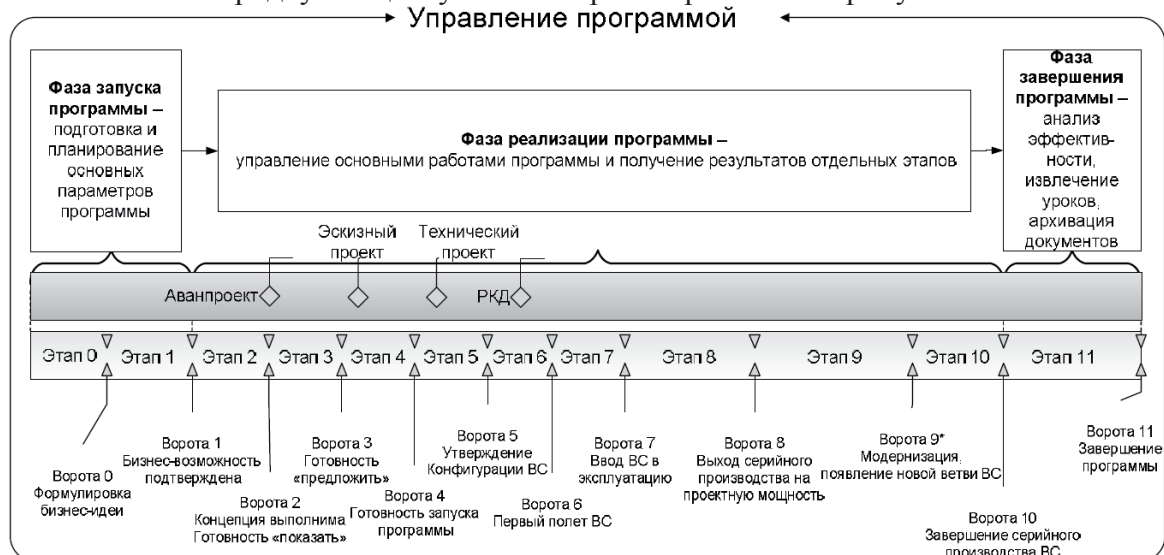 Управление программой
Фаза запуска
программы –
подготовка и
планирование
основных
параметров
программы
Фаза реализации программы –
управление основными работами программы и получение результатов отдельных этапов
Фаза
завершения
программы –
анализ
эффектив-
ности,
извлечение
уроков,
архивация
документов
Эскизный
проект
Технический
проект
Аванпроект
РКД
Этап 0
Этап 1
Этап 2
Этап 3
Этап 4
Этап 5
Этап 6
Этап 7
Этап 8
Этап 9
Этап 10
Этап 11
Ворота 0
Формулировка
бизнес-идеи
Ворота 1
Бизнес-возможность
подтверждена
Ворота 2
Концепция выполнима
Готовность «показать»
Ворота 3
Готовность
«предложить»
Ворота 4
Готовность запуска
программы
Ворота 5
Утверждение
Конфигурации ВС
Ворота 6
Первый полет ВС
Ворота 7
Ввод ВС в
эксплуатацию
Ворота 8
Выход серийного
производства на
проектную мощность
Ворота 9*
Модернизация,
появление новой ветви ВС
Ворота 10
Завершение серийного
производства ВС
Ворота 11
Завершение
программы